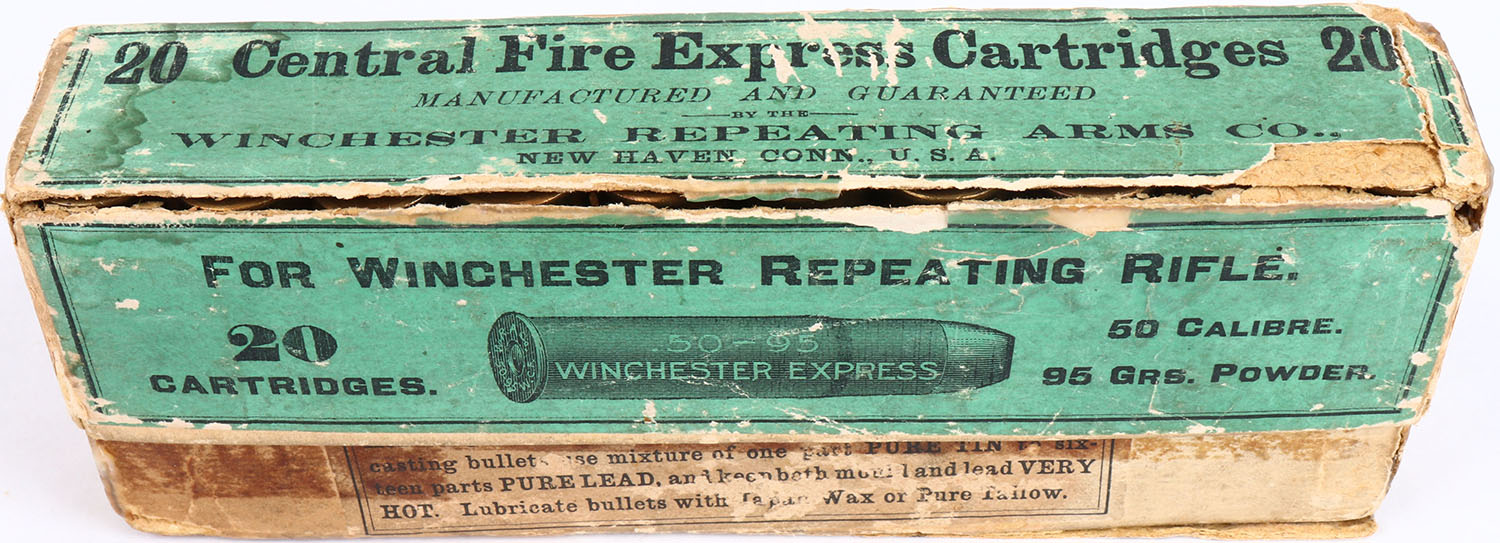 20 Central Fire Express Cartridges 20
MANUFACTURED AND GUARANTEED
BY THE
WINCHESTER REPEATING ARMS CO.,
NEW HAVEN, CONN., U. S. A.
FOR WINCHESTER REPEATING RIFLE.
20
CARTRIDGES.
.50-95
WINCHESTER EXPRESS
50 CALIBRE.
95 GRS. POWDER.
casting bullets use mixture of one part PURE TIN to six-
teen parts PURE LEAD, and keep both mould and lead VERY
HOT. Lubricate bullets with Japan Wax or Pure Tallow.